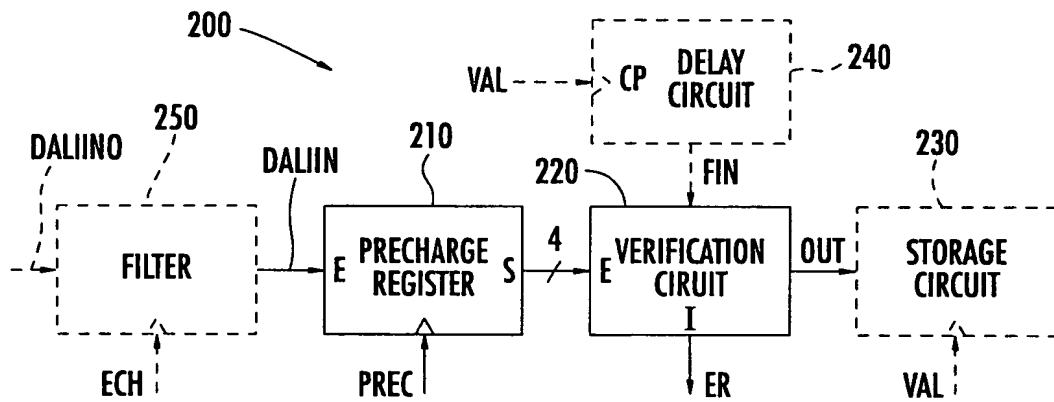 200
VAL
CP
DELAY
CIRCUIT
240
250
DALIINO
DALIIN
210
220
FIN
230
FILTER
E
PRECHARGE
REGISTER
S
4
E
VERIFICATION
CIRUIT
I
OUT
STORAGE
CIRCUIT
ECH
PREC
ER
VAL